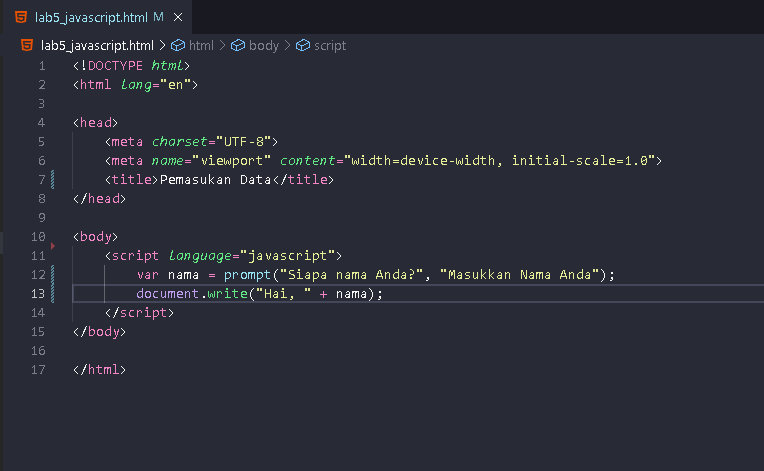 lab5_javascript.html M ×
lab5_javascript.html > html > body > script
1 <!DOCTYPE html>
2 <html lang="en">
3
4 <head>
5     <meta charset="UTF-8">
6     <meta name="viewport" content="width=device-width, initial-scale=1.0">
7     <title>Pemasukan Data</title>
8 </head>
9
10 <body>
11     <script language="javascript">
12         var nama = prompt("Siapa nama Anda?", "Masukkan Nama Anda");
13         document.write("Hai, " + nama);
14     </script>
15 </body>
16
17 </html>